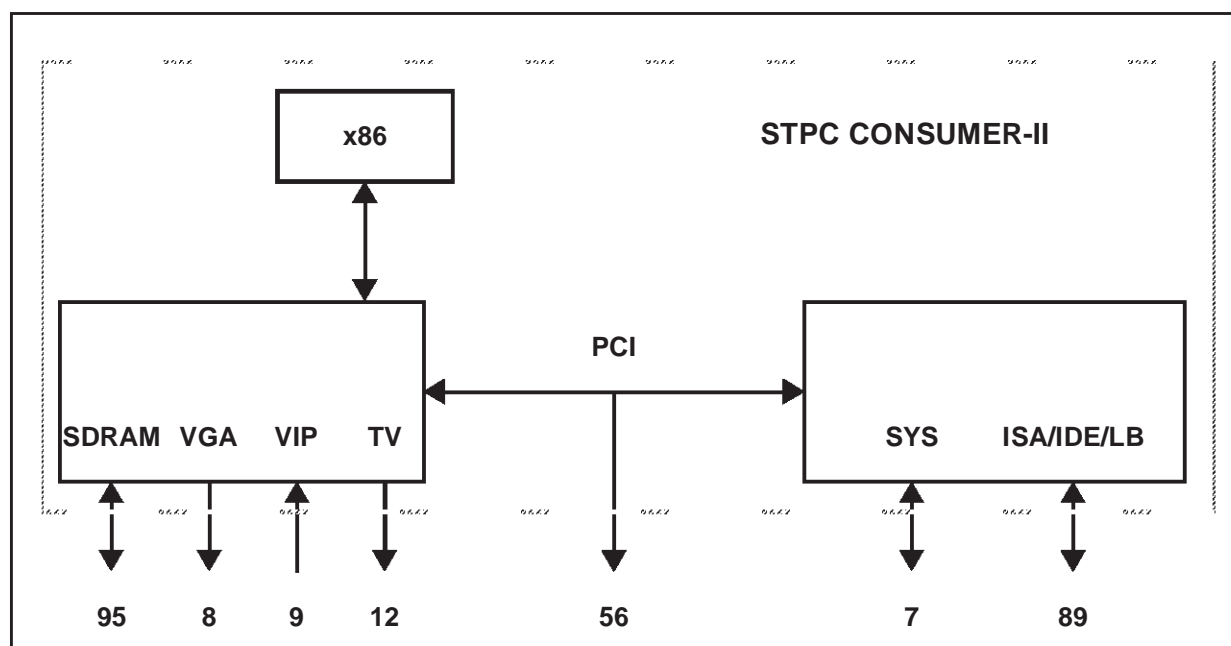 x86
STPC CONSUMER-II
PCI
SDRAM VGA VIP TV
SYS ISA/IDE/LB
95 8 9 12 56 7 89